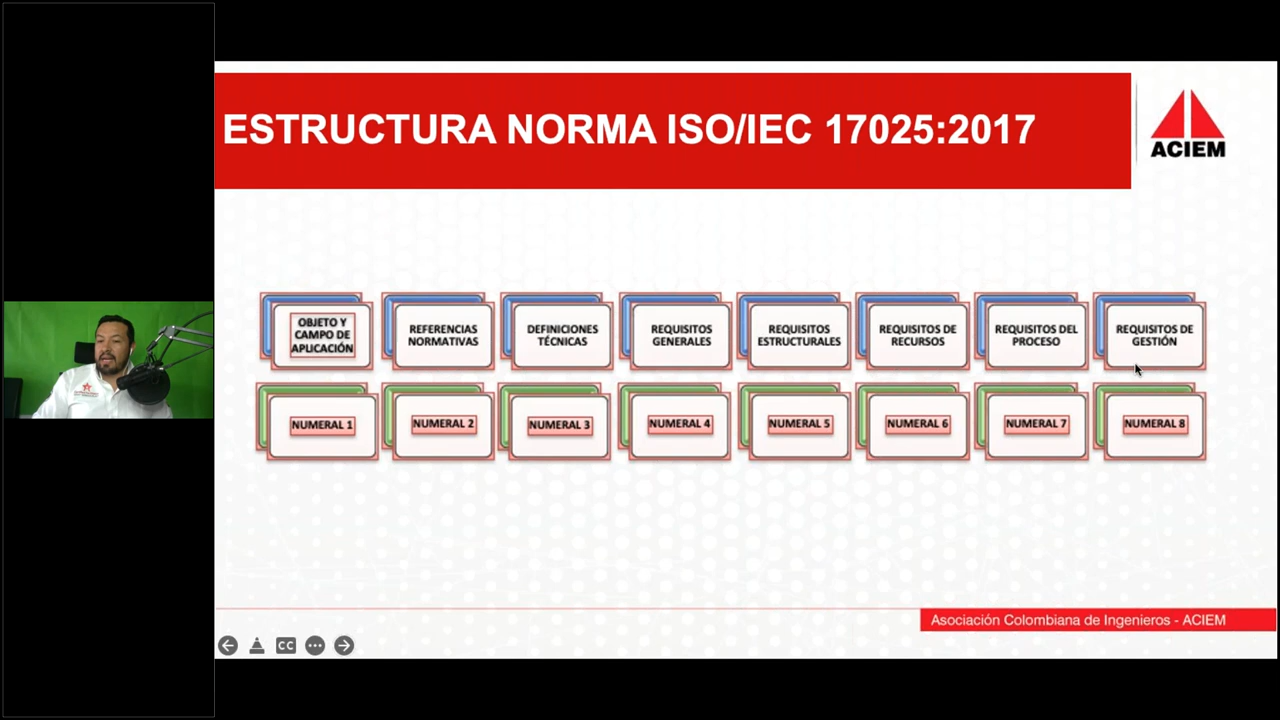 ESTRUCTURA NORMA ISO/IEC 17025:2017
ACIEM
OBJETO Y
CAMPO DE
APLICACIÓN
REFERENCIAS
NORMATIVAS
DEFINICIONES
TÉCNICAS
REQUISITOS
GENERALES
REQUISITOS
ESTRUCTURALES
REQUISITOS DE
RECURSOS
REQUISITOS DEL
PROCESO
REQUISITOS DE
GESTIÓN
NUMERAL 1
NUMERAL 2
NUMERAL 3
NUMERAL 4
NUMERAL 5
NUMERAL 6
NUMERAL 7
NUMERAL 8
Asociación Colombiana de Ingenieros - ACIEM
CC